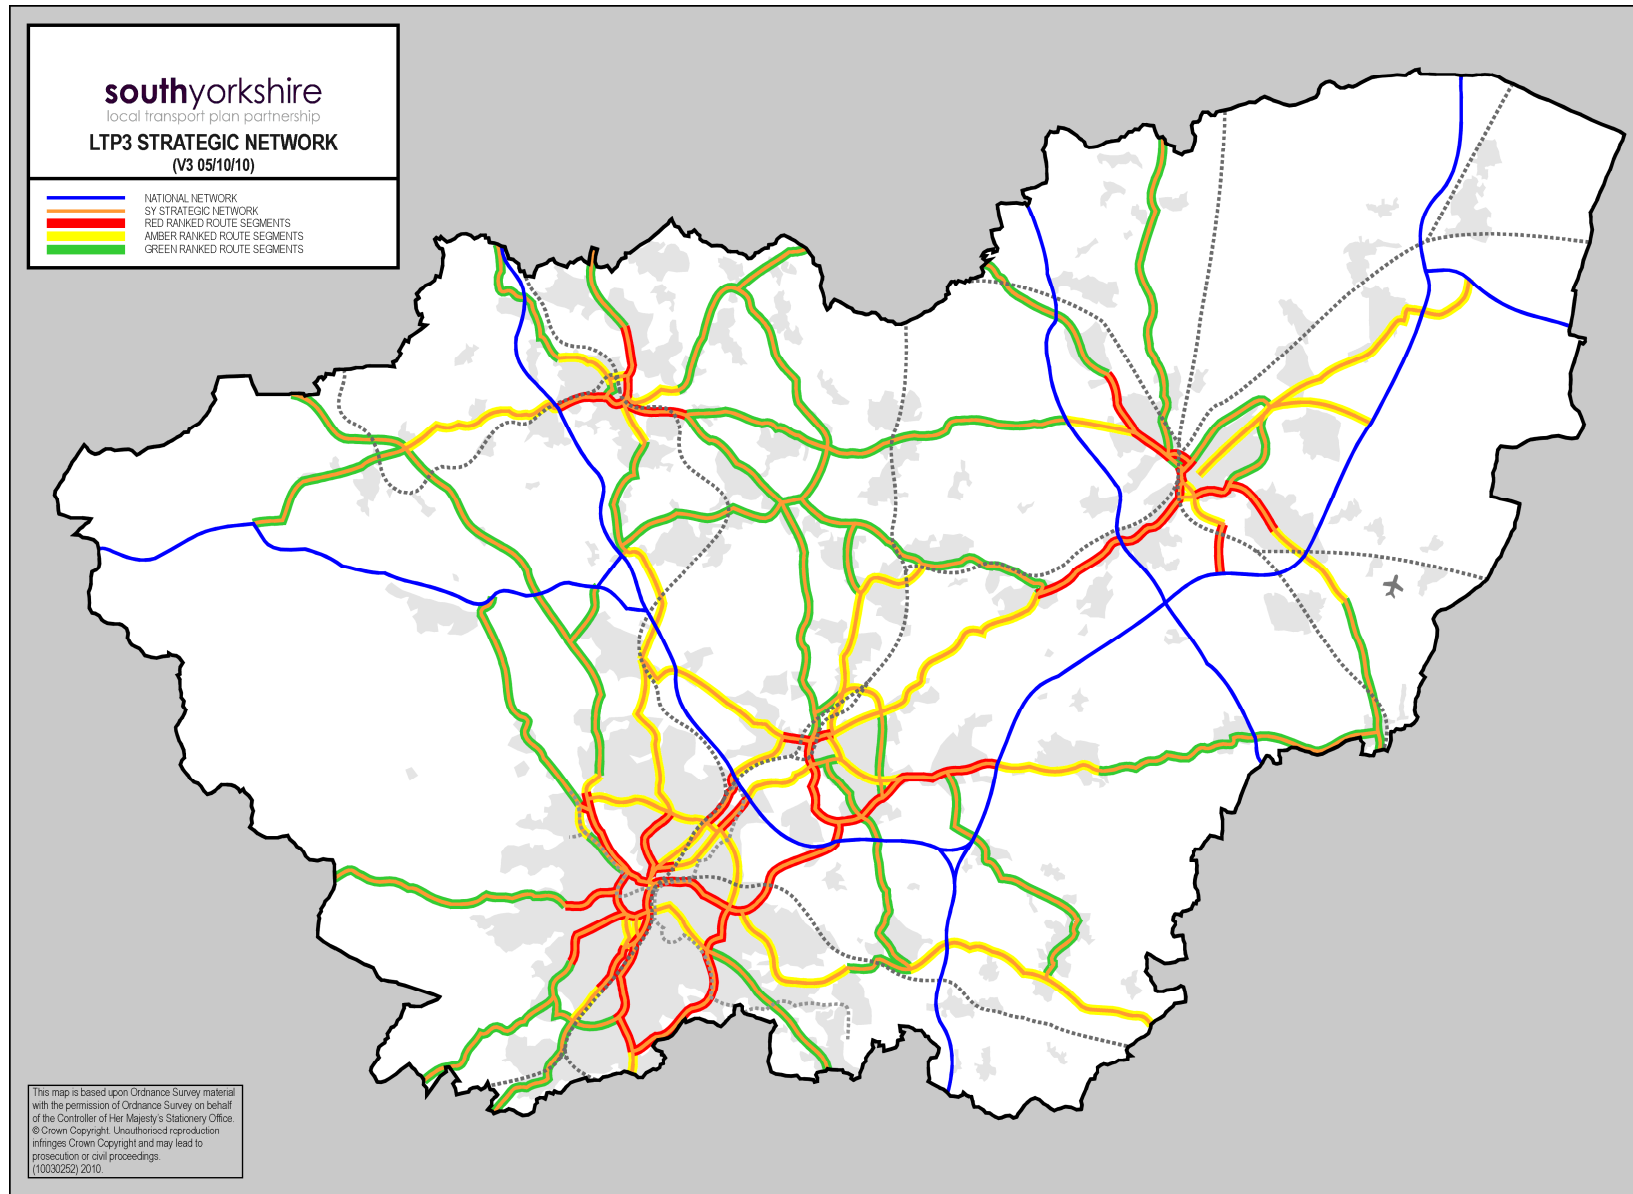 southyorkshire
local transport plan partnership
LTP3 STRATEGIC NETWORK
(V3 05/10/10)
NATIONAL NETWORK
SY STRATEGIC NETWORK
RED RANKED ROUTE SEGMENTS
AMBER RANKED ROUTE SEGMENTS
GREEN RANKED ROUTE SEGMENTS
This map is based upon Ordnance Survey material
with the permission of Ordnance Survey on behalf
of the Controller of Her Majesty's Stationery Office.
© Crown Copyright. Unauthorised reproduction
infringes Crown Copyright and may lead to
prosecution or civil proceedings.
(10030252) 2010.